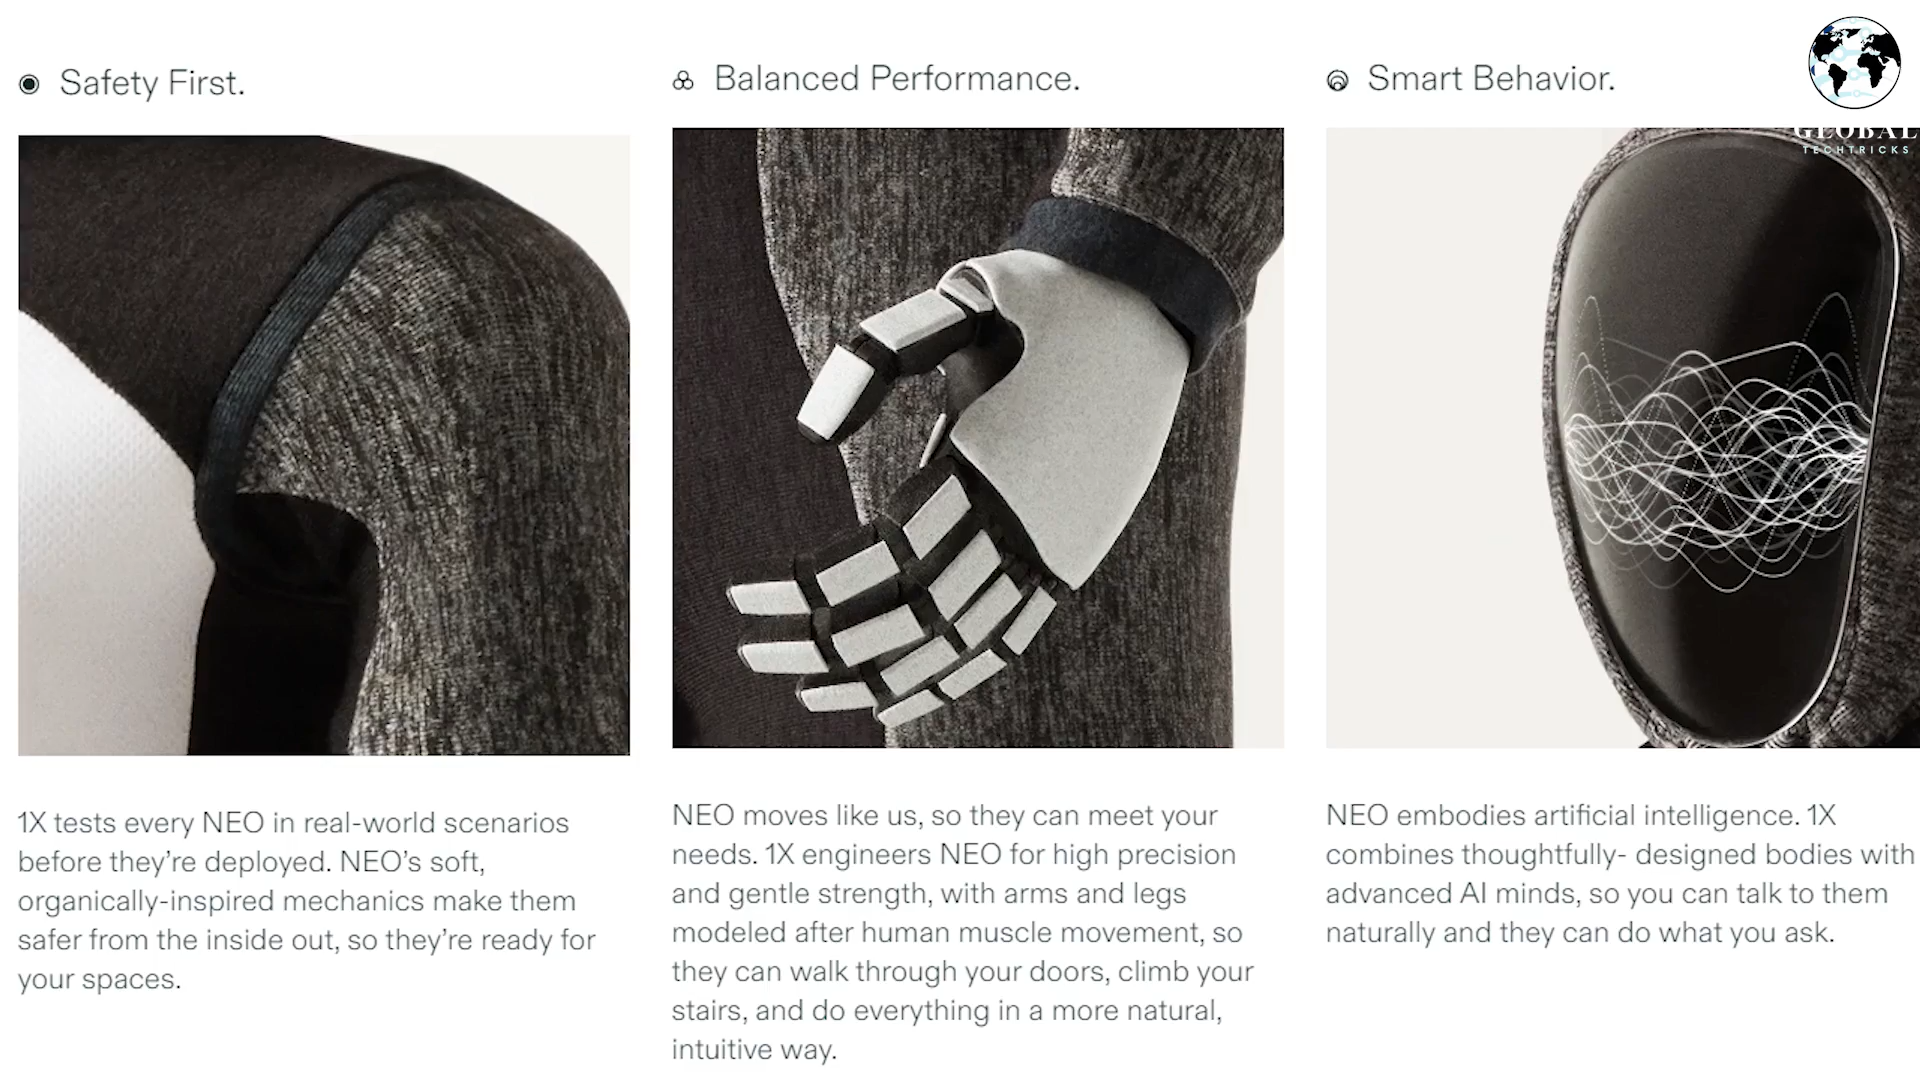 Safety First.
1X tests every NEO in real-world scenarios
before they’re deployed. NEO’s soft,
organically-inspired mechanics make them
safer from the inside out, so they’re ready for
your spaces.
Balanced Performance.
NEO moves like us, so they can meet your
needs. 1X engineers NEO for high precision
and gentle strength, with arms and legs
modeled after human muscle movement, so
they can walk through your doors, climb your
stairs, and do everything in a more natural,
intuitive way.
Smart Behavior.
NEO embodies artificial intelligence. 1X
combines thoughtfully- designed bodies with
advanced AI minds, so you can talk to them
naturally and they can do what you ask.
GLOBAL
TECHTRICKS